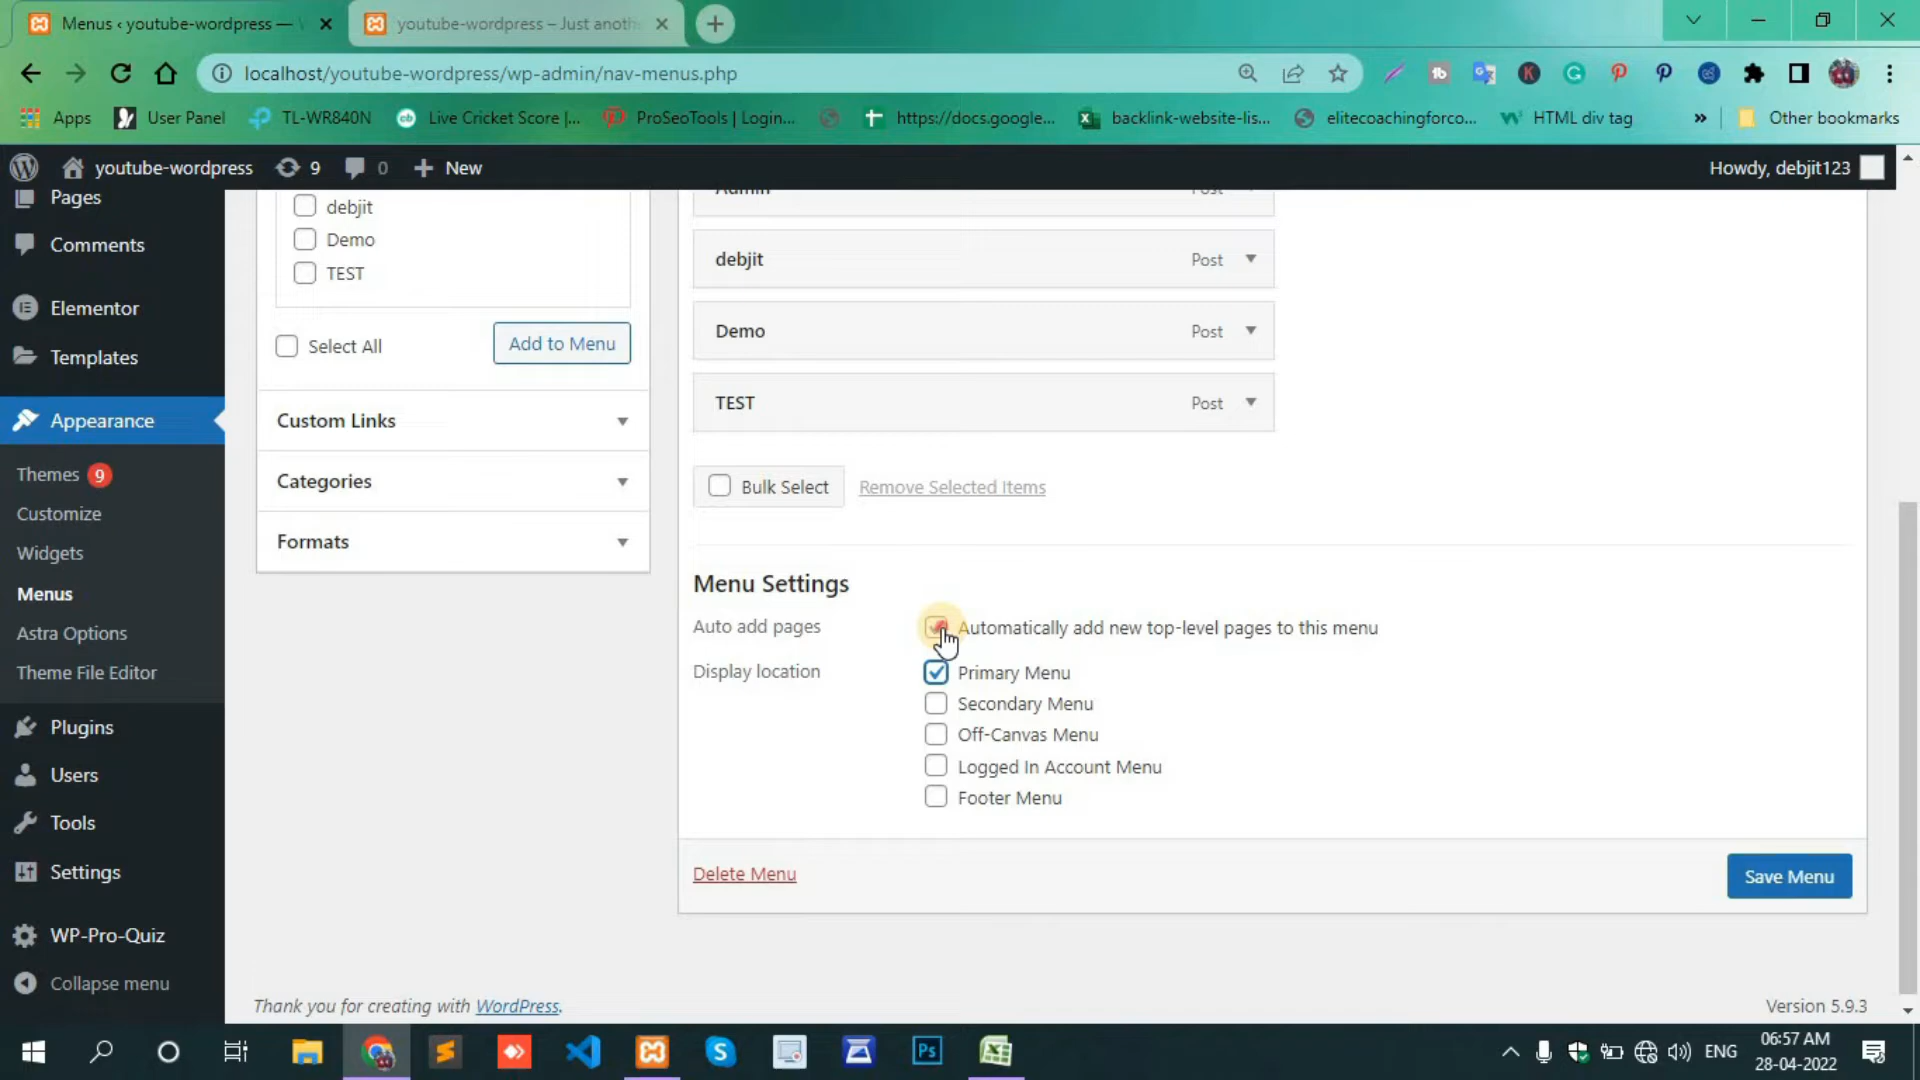 Menus ‹ youtube-wordpress —
youtube-wordpress – Just anoth
localhost/youtube-wordpress/wp-admin/nav-menus.php
Apps
User Panel
TL-WR840N
Live Cricket Score |...
ProSeoTools | Login...
https://docs.google...
backlink-website-lis...
elitecoachingforco...
HTML div tag
»
Other bookmarks
youtube-wordpress
9
0
New
Howdy, debjit123
Pages
Comments
Elementor
Templates
Appearance
Themes 9
Customize
Widgets
Menus
Astra Options
Theme File Editor
Plugins
Users
Tools
Settings
WP-Pro-Quiz
Collapse menu
debjit
Demo
TEST
Select All
Add to Menu
Custom Links
Categories
Formats
Admin Post
debjit Post
Demo Post
TEST Post
Bulk Select
Remove Selected Items
Menu Settings
Auto add pages
Automatically add new top-level pages to this menu
Display location
Primary Menu
Secondary Menu
Off-Canvas Menu
Logged In Account Menu
Footer Menu
Delete Menu
Save Menu
Thank you for creating with WordPress.
Version 5.9.3
Ps
ENG
06:57 AM
28-04-2022